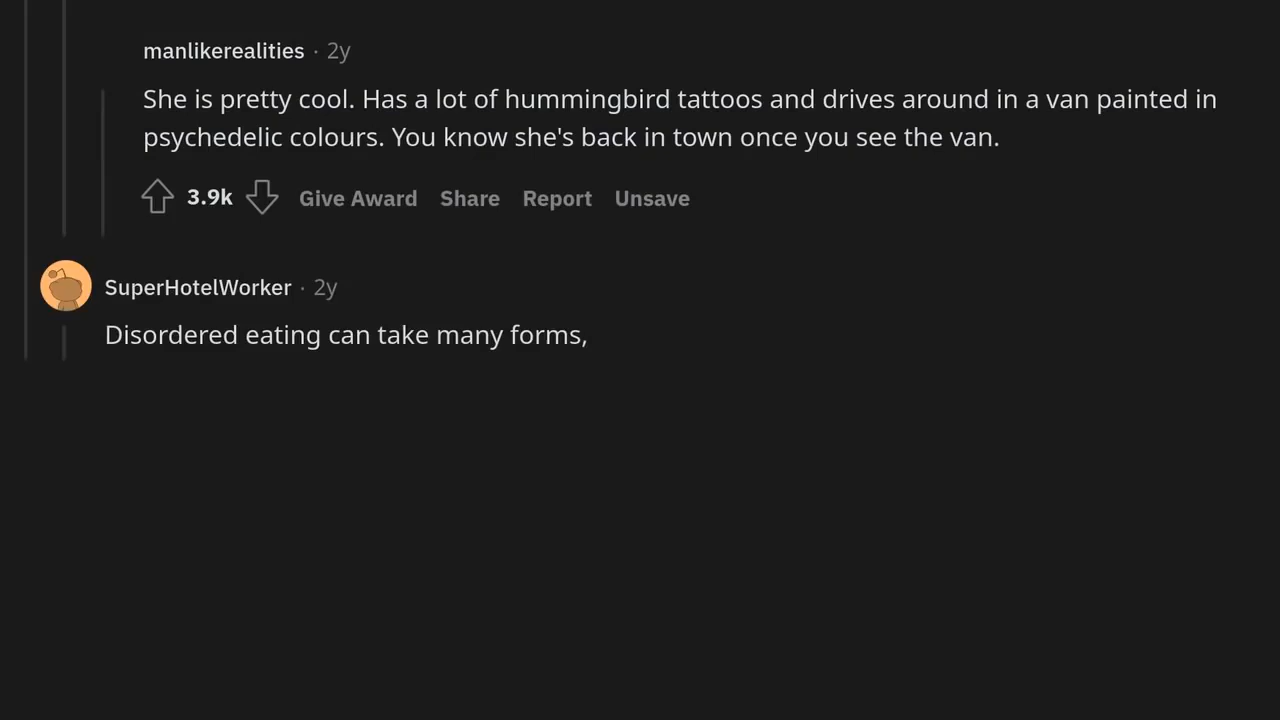 manlikerealities · 2y
She is pretty cool. Has a lot of hummingbird tattoos and drives around in a van painted in
psychedelic colours. You know she's back in town once you see the van.
3.9k Give Award Share Report Unsave
SuperHotelWorker · 2y
Disordered eating can take many forms,